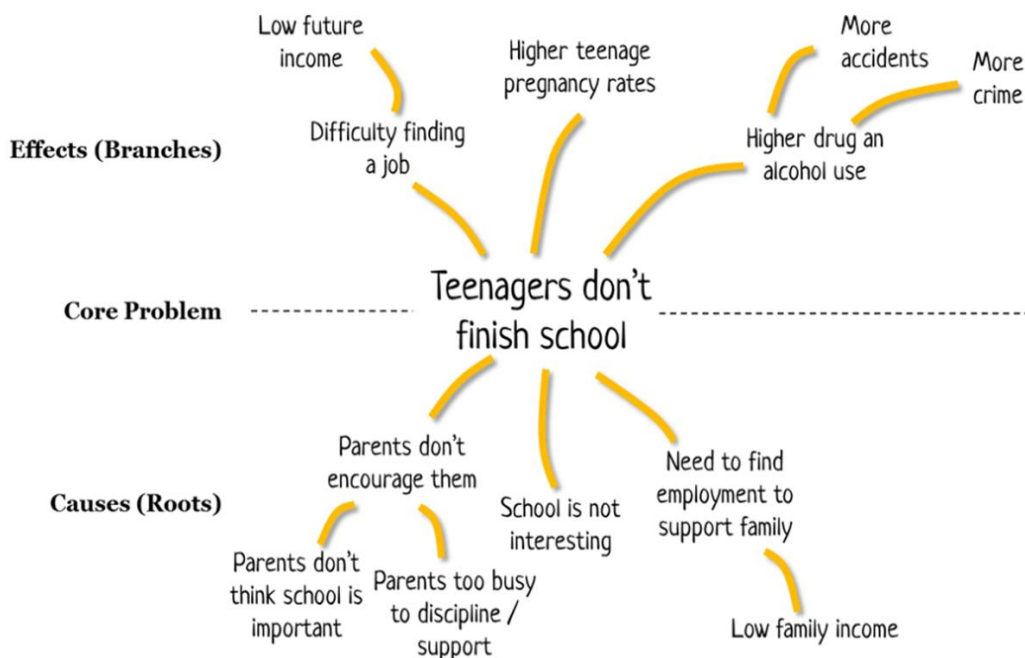 Low future
income
Higher teenage
pregnancy rates
More
accidents
More
crime
Effects (Branches)
Difficulty finding
a job
Higher drug an
alcohol use
Core Problem
Teenagers don't
finish school
Causes (Roots)
Parents don't
encourage them
School is not
interesting
Need to find
employment to
support family
Parents don't
think school is
important
Parents too busy
to discipline /
support
Low family income